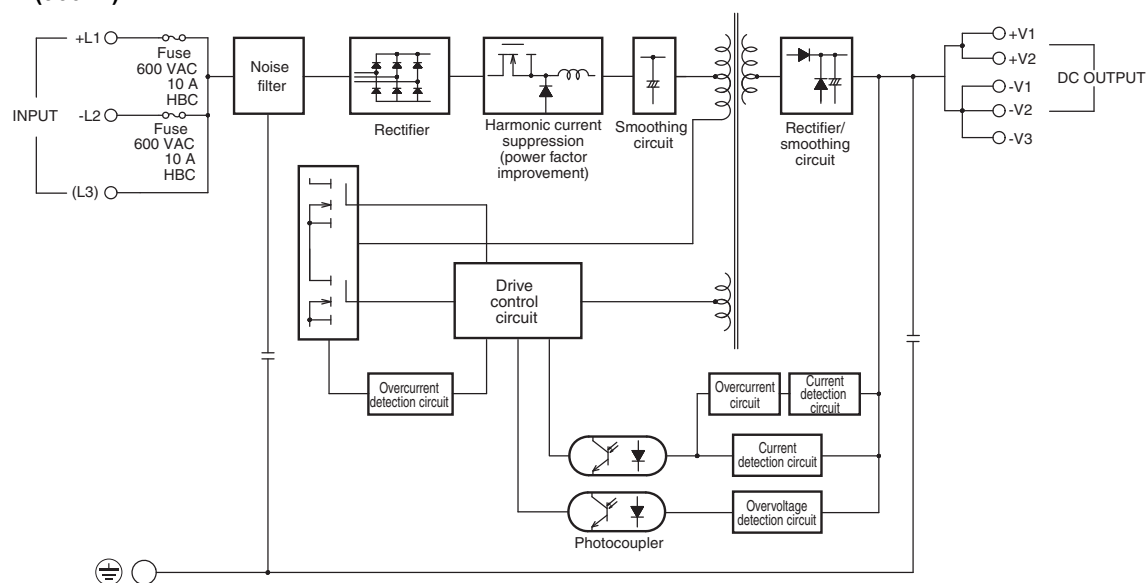 +L1
Fuse
600 VAC
10 A
HBC
INPUT
-L2
Fuse
600 VAC
10 A
HBC
(L3)
Noise
filter
Rectifier
Harmonic current
suppression
(power factor
improvement)
Smoothing
circuit
Rectifier/
smoothing
circuit
+V1
+V2
-V1
-V2
-V3
DC OUTPUT
Drive
control
circuit
Overcurrent
detection circuit
Overcurrent
circuit
Current
detection
circuit
Current
detection circuit
Overvoltage
detection circuit
Photocoupler